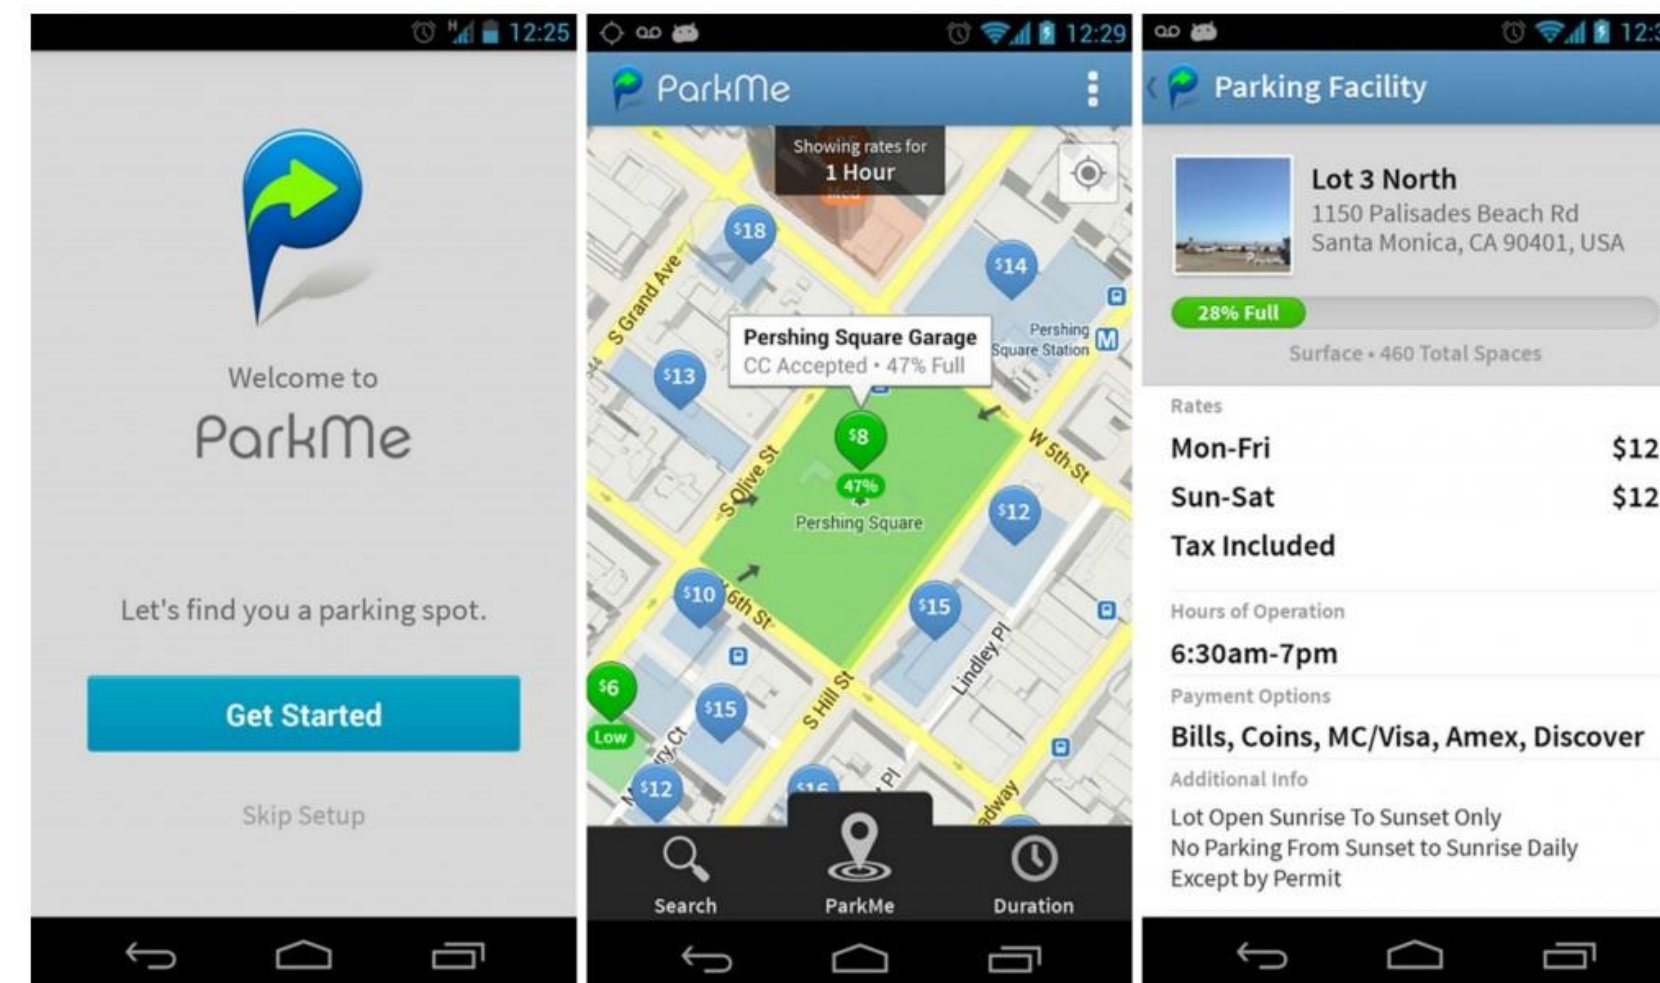 12:25
Welcome to
ParkMe
Let's find you a parking spot.
Get Started
Skip Setup
12:29
ParkMe
Showing rates for
1 Hour
$18
$14
S Grand Ave
Pershing
Square Station
M
Pershing Square Garage
CC Accepted • 47% Full
$13
$8
47%
Pershing Square
W 5th St
S Olive St
$12
$10
6th St
$15
Lindley Pl
$6
Low
$15
S Hill St
$12
$16
Pl
Search
ParkMe
Duration
Parking Facility
Lot 3 North
1150 Palisades Beach Rd
Santa Monica, CA 90401, USA
28% Full
Surface • 460 Total Spaces
Rates
Mon-Fri $12
Sun-Sat $12
Tax Included
Hours of Operation
6:30am-7pm
Payment Options
Bills, Coins, MC/Visa, Amex, Discover
Additional Info
Lot Open Sunrise To Sunset Only
No Parking From Sunset to Sunrise Daily
Except by Permit